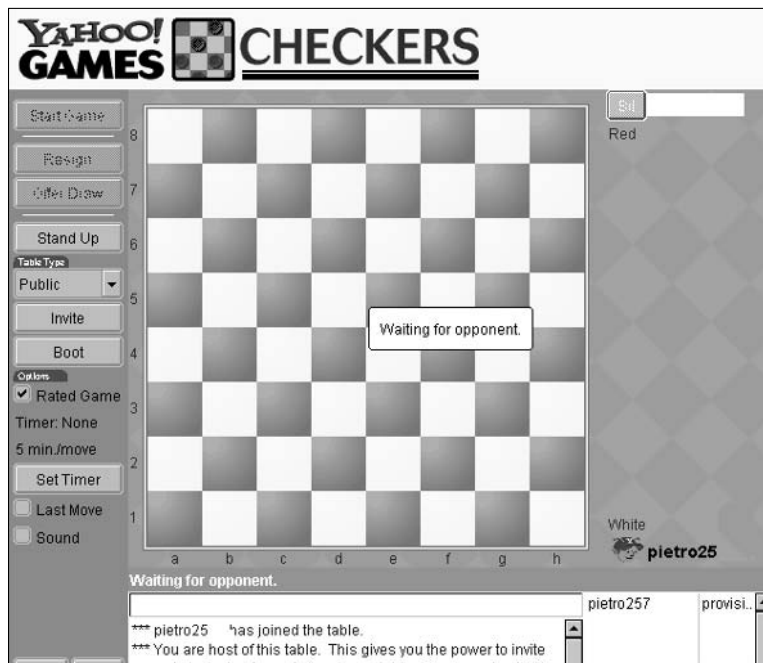 YAHOO!
GAMES
CHECKERS
Start Game
Resign
Offer Draw
Stand Up
Table Type
Public
Invite
Boot
Options
Rated Game
Timer: None
5 min./move
Set Timer
Last Move
Sound
8
7
6
5
4
3
2
1
a b c d e f g h
Waiting for opponent.
Sit
Red
White
pietro25
Waiting for opponent.
pietro257 provisi..
*** pietro25 has joined the table.
*** You are host of this table. This gives you the power to invite